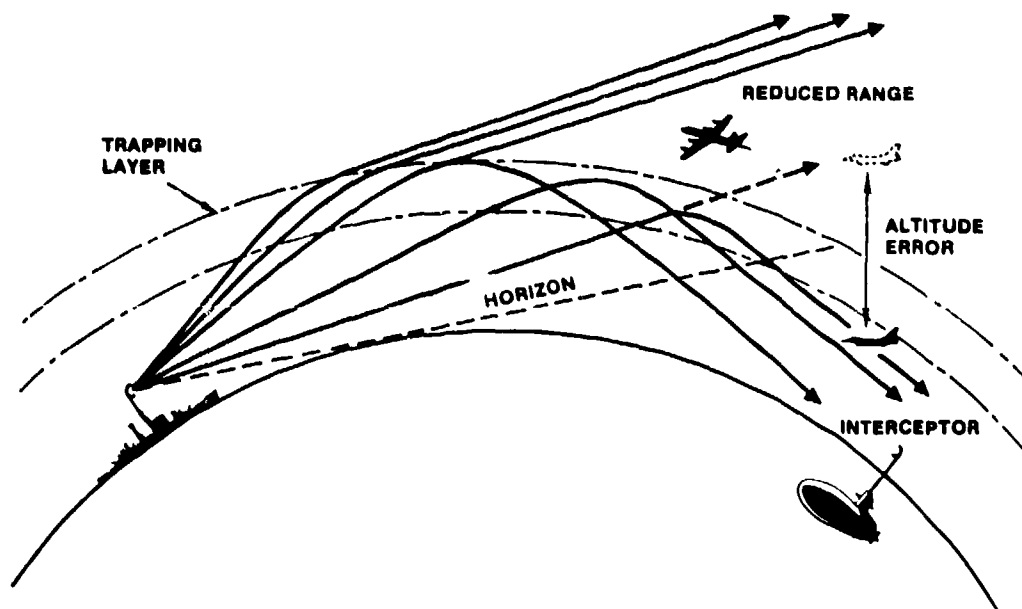 REDUCED RANGE
TRAPPING
LAYER
ALTITUDE
ERROR
HORIZON
INTERCEPTOR